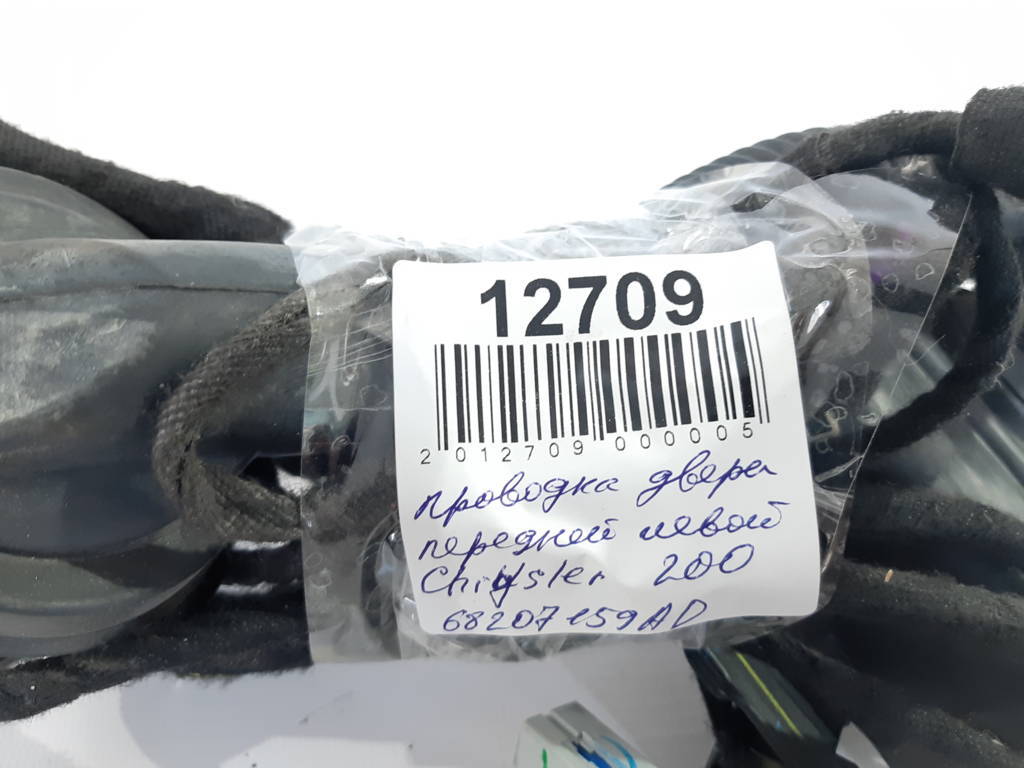 12709
2 012709 000005
проводка двери
передней левой
Chrysler 200
68207159AD